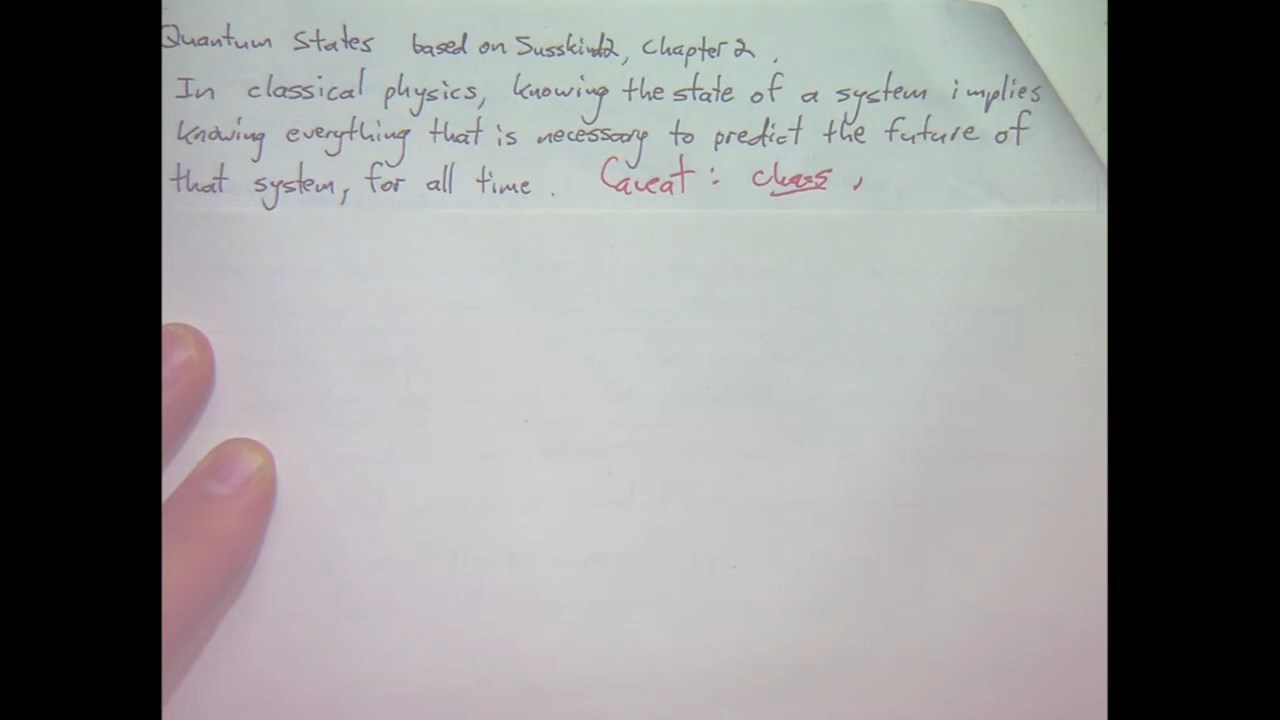 Quantum States based on Susskind2, Chapter 2.
In classical physics, knowing the state of a system implies
knowing everything that is necessary to predict the future of
that system, for all time. Caveat: chaos,